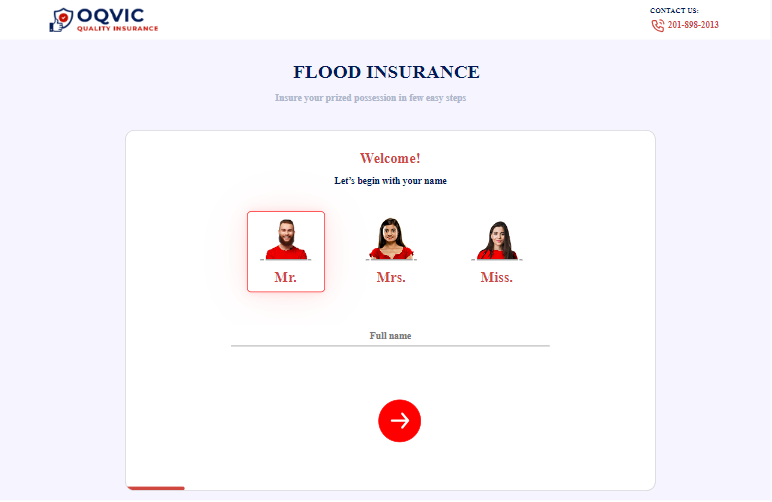 OQVIC
QUALITY INSURANCE
CONTACT US:
201-898-2013
FLOOD INSURANCE
Insure your prized possession in few easy steps
Welcome!
Let's begin with your name
Mr.
Mrs.
Miss.
Full name